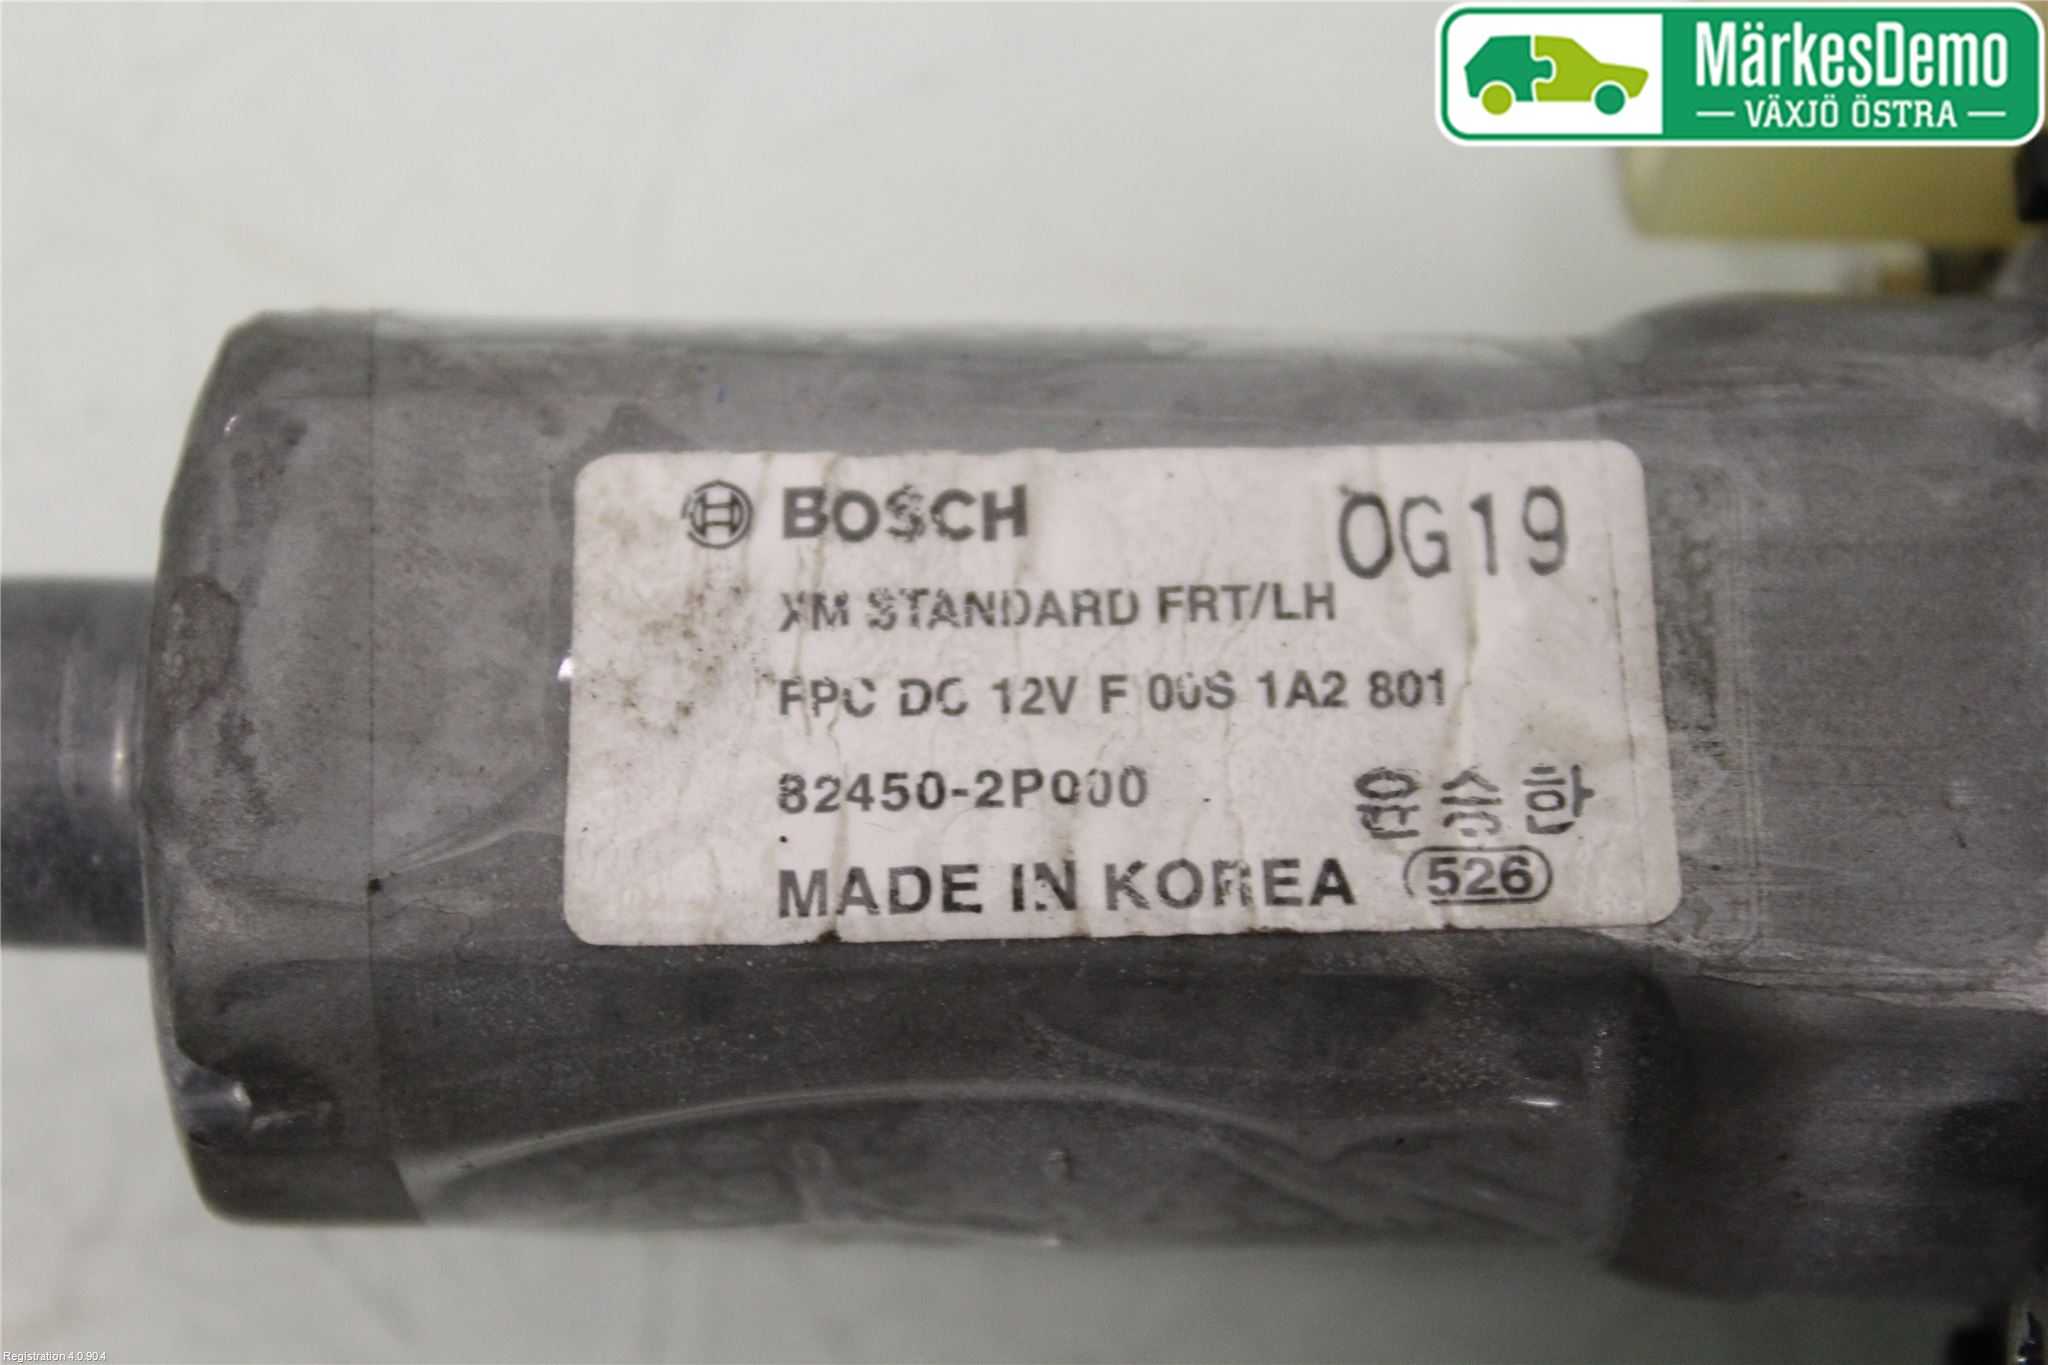 MärkesDemo
VÄXJÖ ÖSTRA
BOSCH
0G19
XM STANDARD FRT/LH
FPC DC 12V F 00S 1A2 801
82450-2P000
윤승한
MADE IN KOREA 526
Registration 4.0.90.4